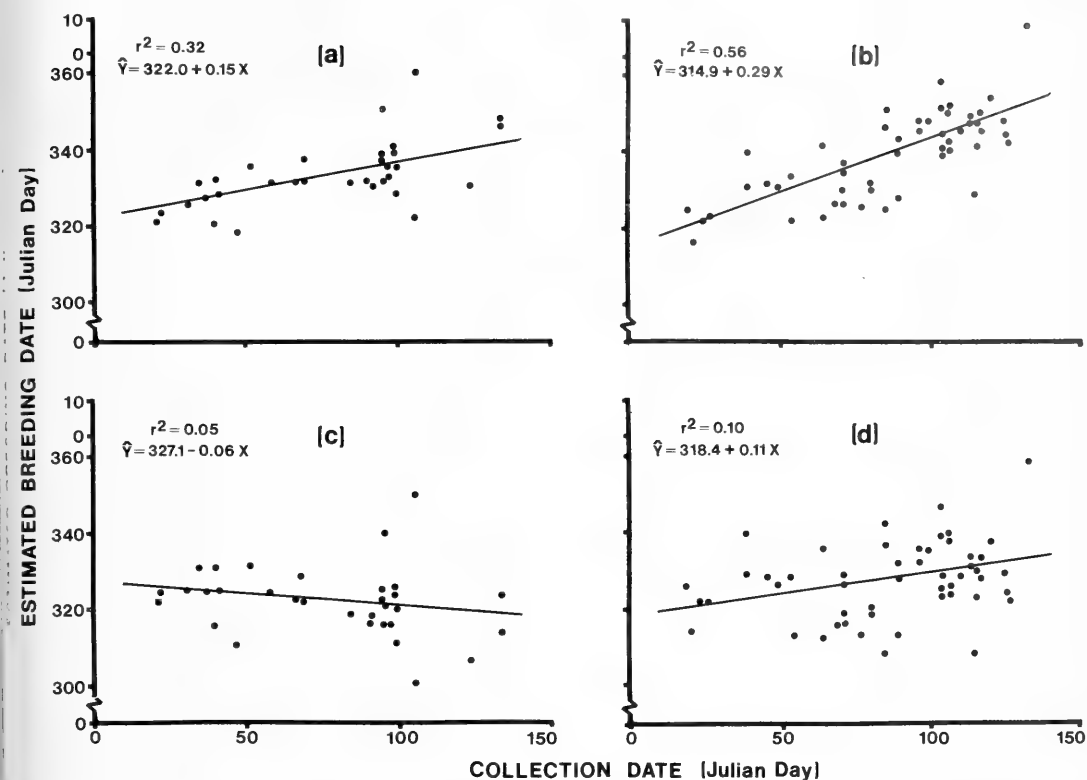 ESTIMATED BREEDING DATE (Julian Day)
10
0
360
340
320
300
0
r² = 0.32
Ŷ = 322.0 + 0.15 X
(a)
r² = 0.56
Ŷ = 314.9 + 0.29 X
(b)
10
0
360
340
320
300
0
r² = 0.05
Ŷ = 327.1 - 0.06 X
(c)
r² = 0.10
Ŷ = 318.4 + 0.11 X
(d)
0 50 100 150
0 50 100 150
COLLECTION DATE (Julian Day)